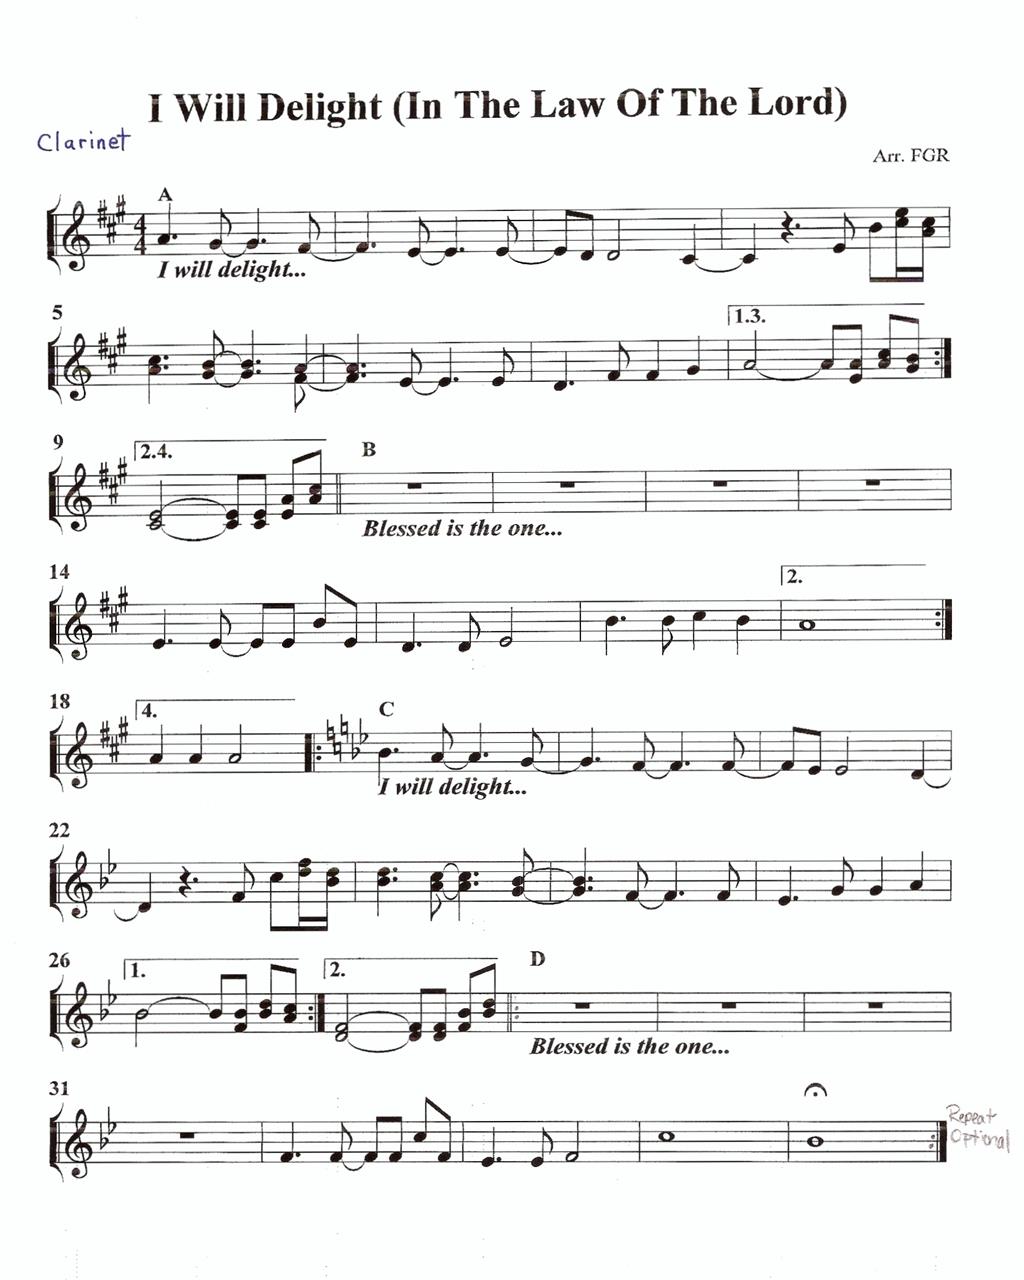 I Will Delight (In The Law Of The Lord)
Clarinet
Arr. FGR
A
4
4
I will delight...
5
1.3.
9
2.4.
B
Blessed is the one...
14
2.
18
4.
C
I will delight...
22
26
1.
2.
D
Blessed is the one...
31
Repeat
Optional